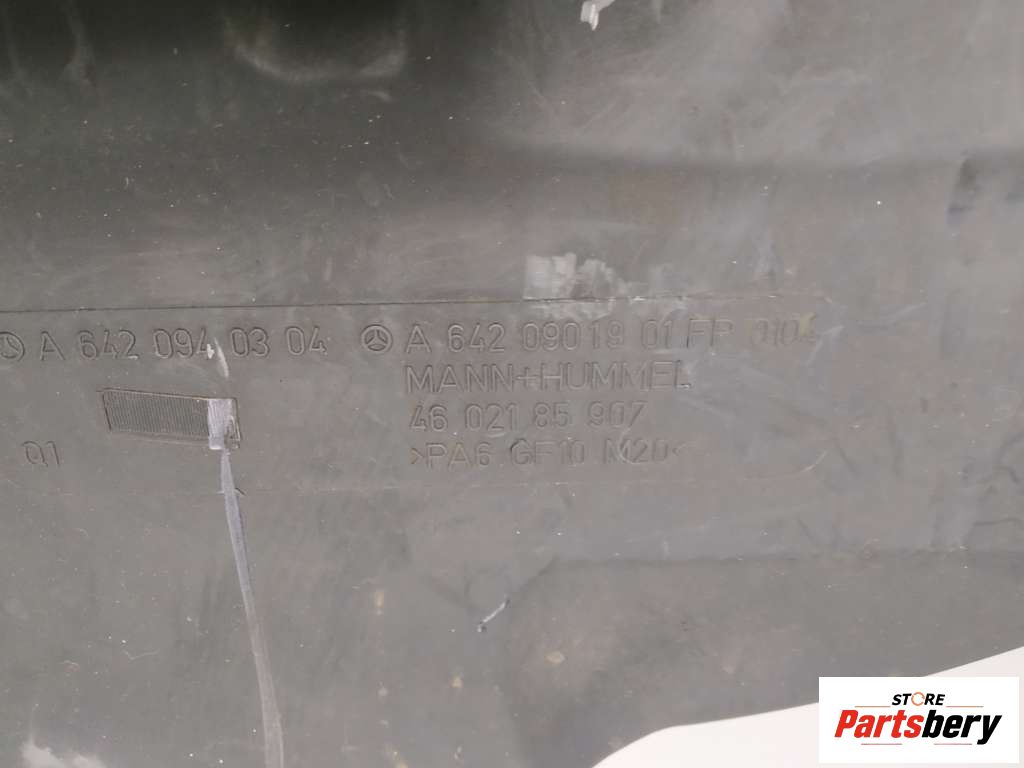 A 642 094 03 04 A 642 090 19 01 FR 0104
MANN+HUMMEL
46 021 85 907
Q1 >PA6 GF10 M20<
STORE
Partsbery